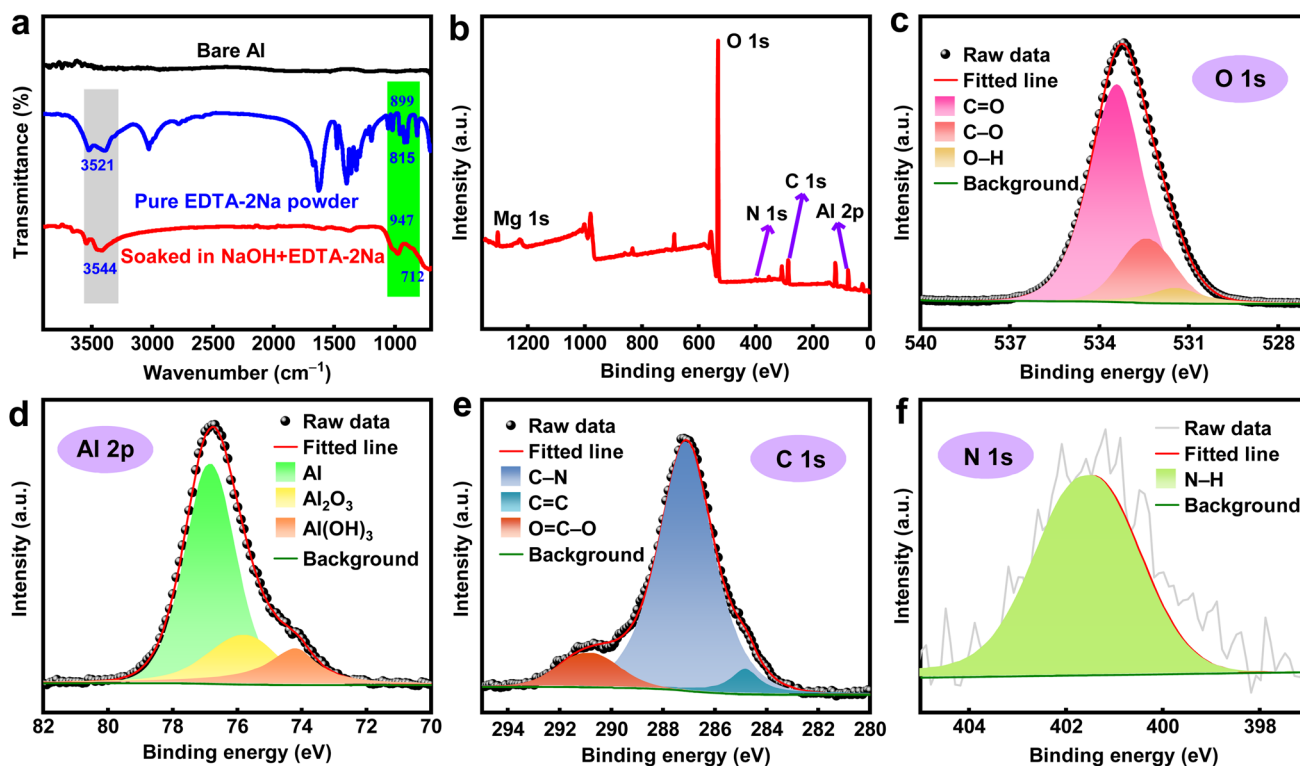 a
Bare Al
899
3521
815
Pure EDTA-2Na powder
947
Soaked in NaOH+EDTA-2Na
3544
712
Transmittance (%)
3500 3000 2500 2000 1500 1000
Wavenumber (cm⁻¹)
b
O 1s
C 1s
N 1s
Al 2p
Mg 1s
Intensity (a.u.)
1200 1000 800 600 400 200 0
Binding energy (eV)
c
Raw data
Fitted line
C=O
C–O
O–H
Background
O 1s
Intensity (a.u.)
540 537 534 531 528
Binding energy (eV)
d
Al 2p
Raw data
Fitted line
Al
Al₂O₃
Al(OH)₃
Background
Intensity (a.u.)
82 80 78 76 74 72 70
Binding energy (eV)
e
Raw data
Fitted line
C–N
C=C
O=C–O
Background
C 1s
Intensity (a.u.)
294 292 290 288 286 284 282 280
Binding energy (eV)
f
N 1s
Raw data
Fitted line
N–H
Background
Intensity (a.u.)
404 402 400 398
Binding energy (eV)